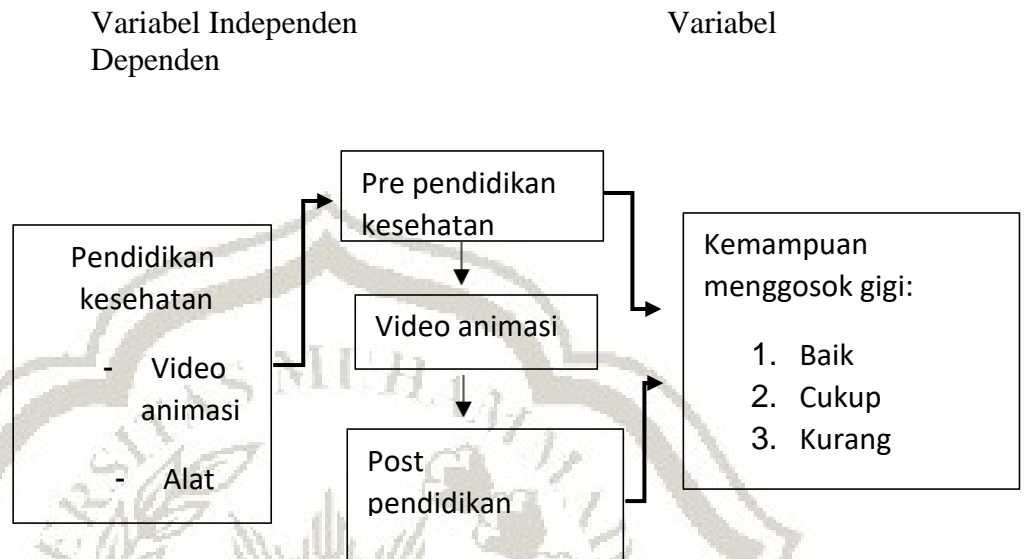 Variabel Independen Variabel
Dependen
Pendidikan
kesehatan
- Video
animasi
- Alat
Pre pendidikan
kesehatan
Video animasi
Post
pendidikan
Kemampuan
menggosok gigi:
1. Baik
2. Cukup
3. Kurang